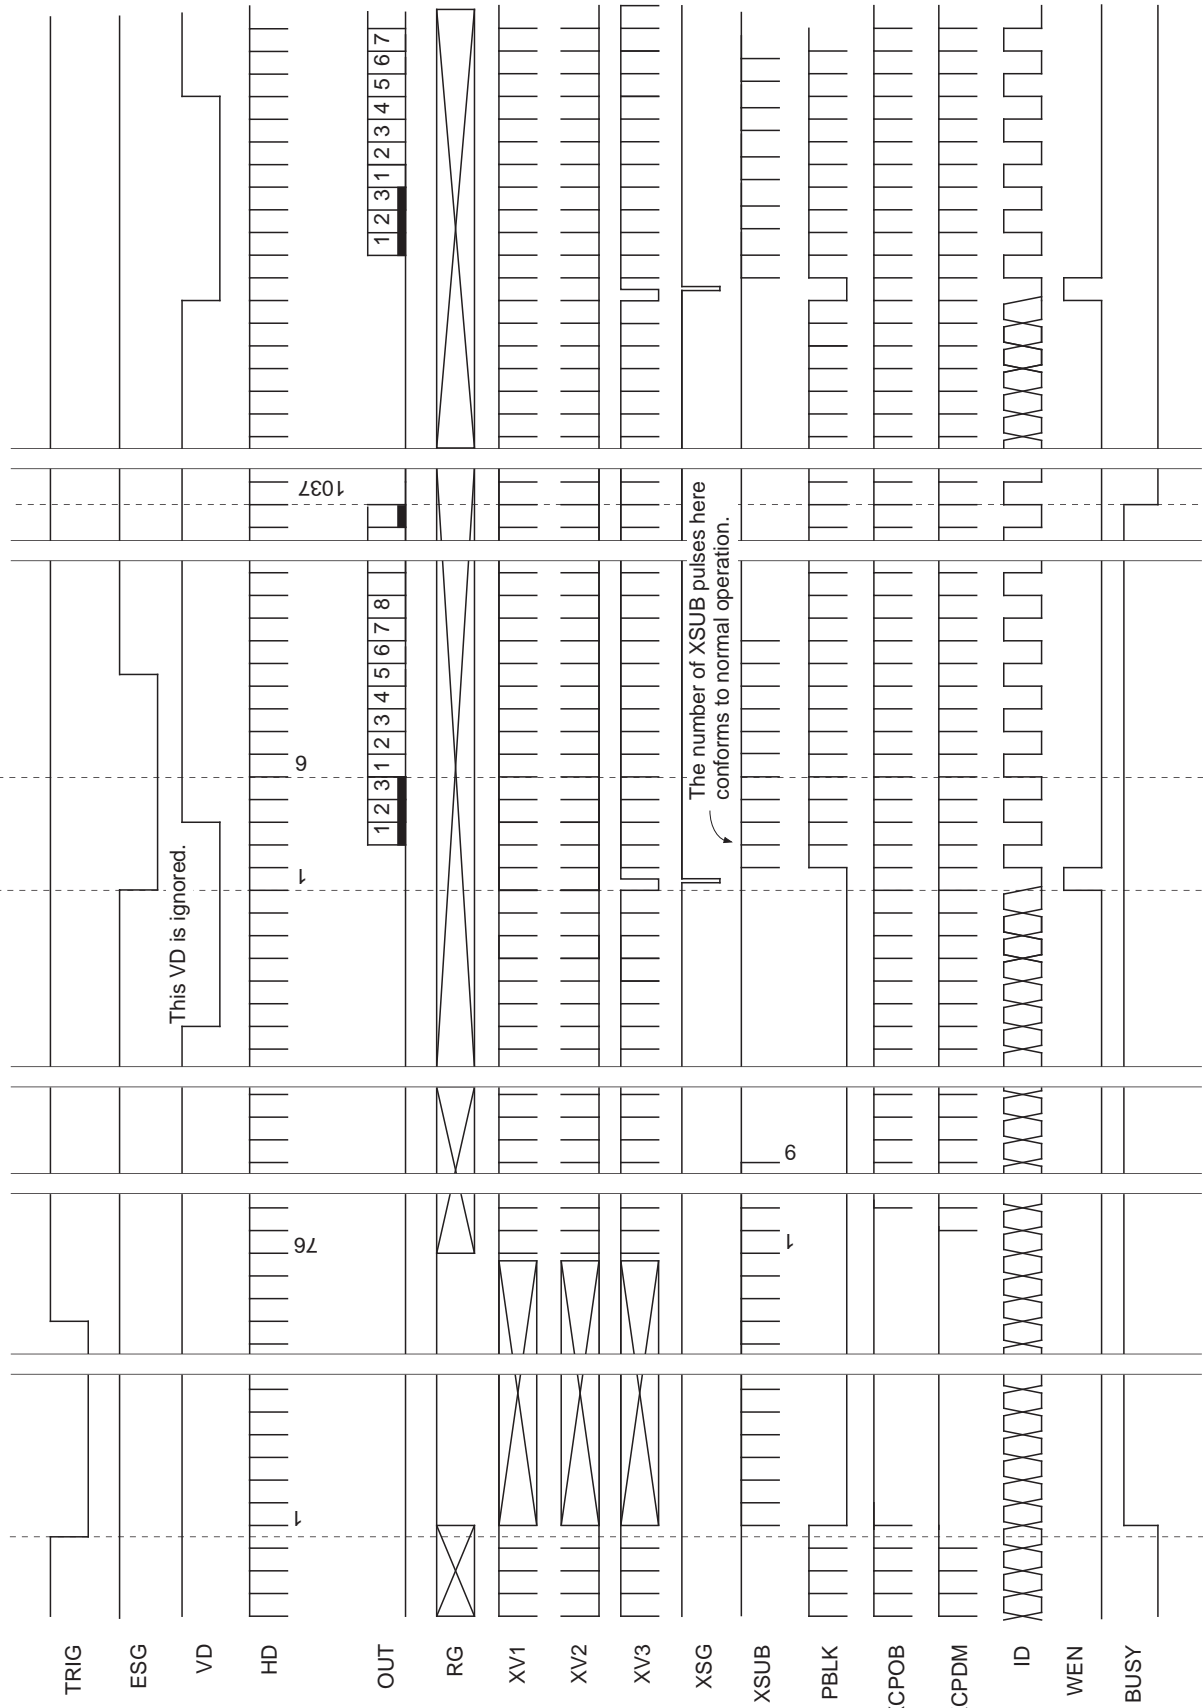 TRIG
ESG
VD
This VD is ignored.
HD
1
76
1
6
1037
OUT
1 2 3 1 2 3 4 5 6 7 8
1 2 3 1 2 3 4 5 6 7
RG
XV1
XV2
XV3
XSG
The number of XSUB pulses here
conforms to normal operation.
XSUB
1
9
PBLK
CPOB
CPDM
ID
WEN
BUSY